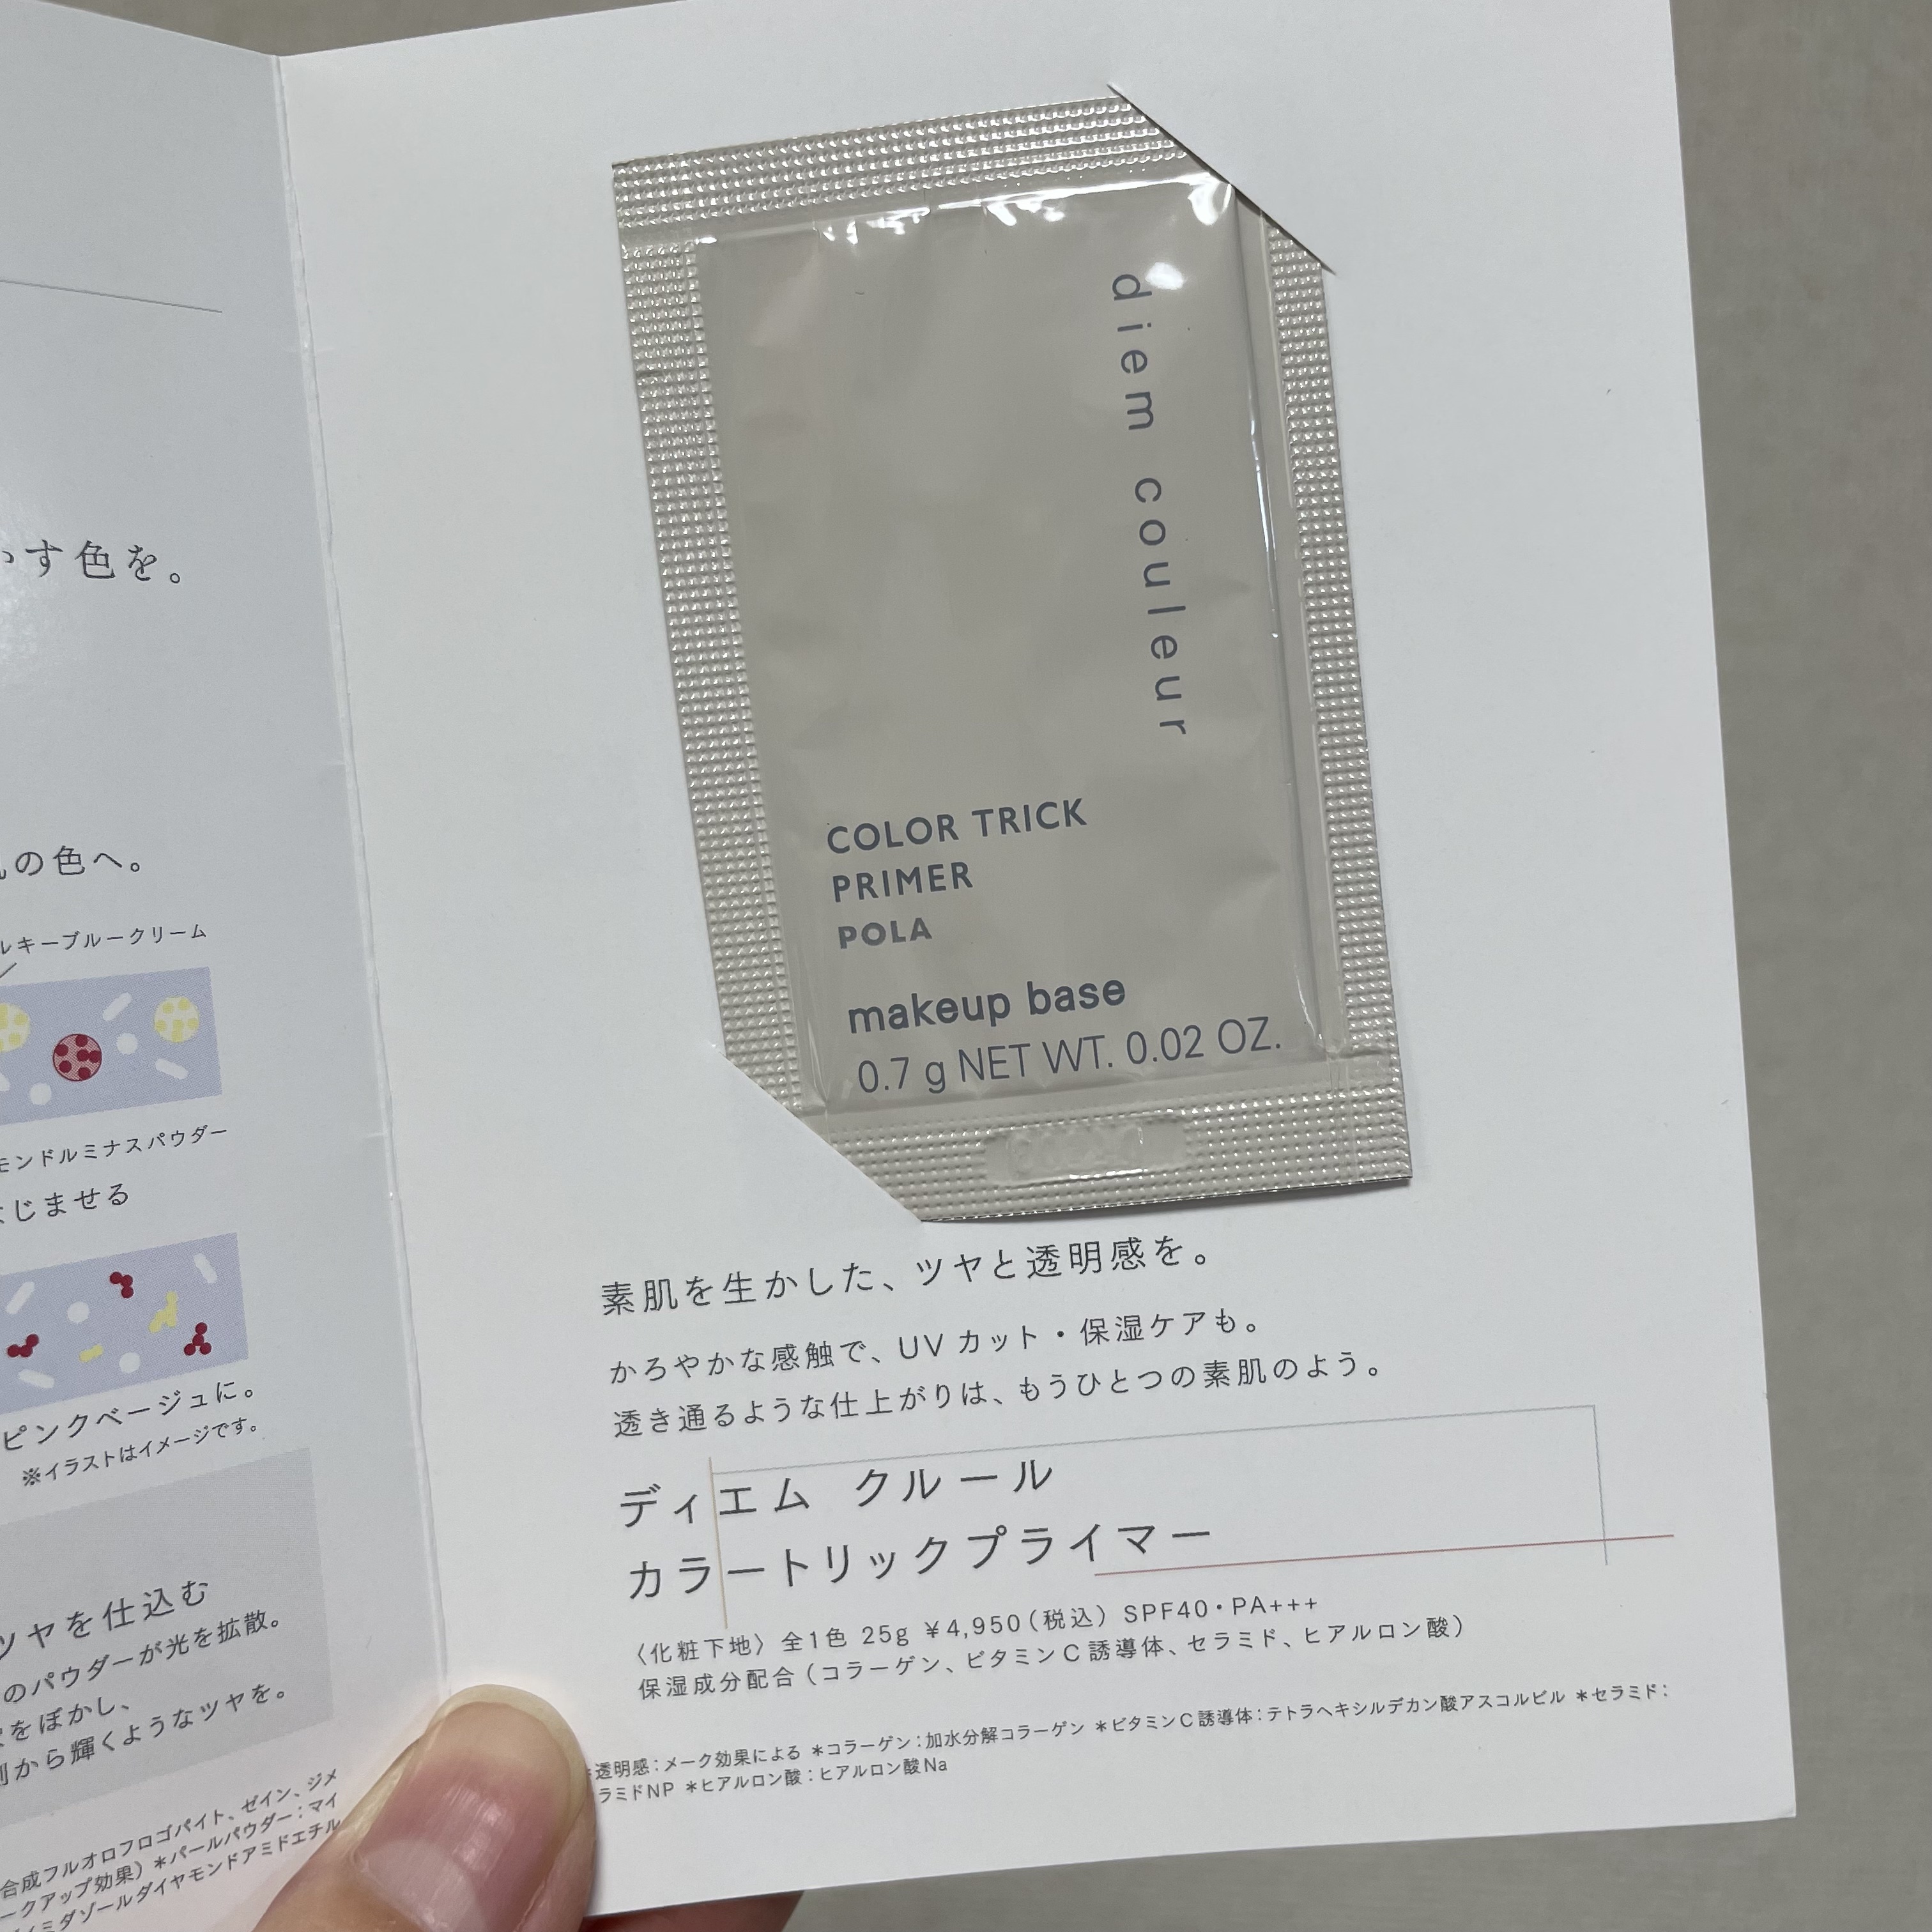 す色を。
の色へ。
ルキーブルークリーム
モンドルミナスパウダー
じませる
ピンクベージュに。
※イラストはイメージです。
ツヤを仕込む
のパウダーが光を拡散。
をぼかし、
から輝くようなツヤを。
合成フルオロフロゴパイト、ゼイン、ジメ
ークアップ効果）＊パールパウダー：マイ
イミダゾールダイヤモンドアミドエチル
diem couleur
COLOR TRICK
PRIMER
POLA
makeup base
0.7 g NET WT. 0.02 OZ.
素肌を生かした、ツヤと透明感を。
かろやかな感触で、UVカット・保湿ケアも。
透き通るような仕上がりは、もうひとつの素肌のよう。
ディエム クルール
カラートリックプライマー
〈化粧下地〉全1色 25g ￥4,950（税込）SPF40・PA+++
保湿成分配合（コラーゲン、ビタミンC誘導体、セラミド、ヒアルロン酸）
透明感：メーク効果による ＊コラーゲン：加水分解コラーゲン ＊ビタミンC誘導体：テトラヘキシルデカン酸アスコルビル ＊セラミド：
ラミドNP ＊ヒアルロン酸：ヒアルロン酸Na